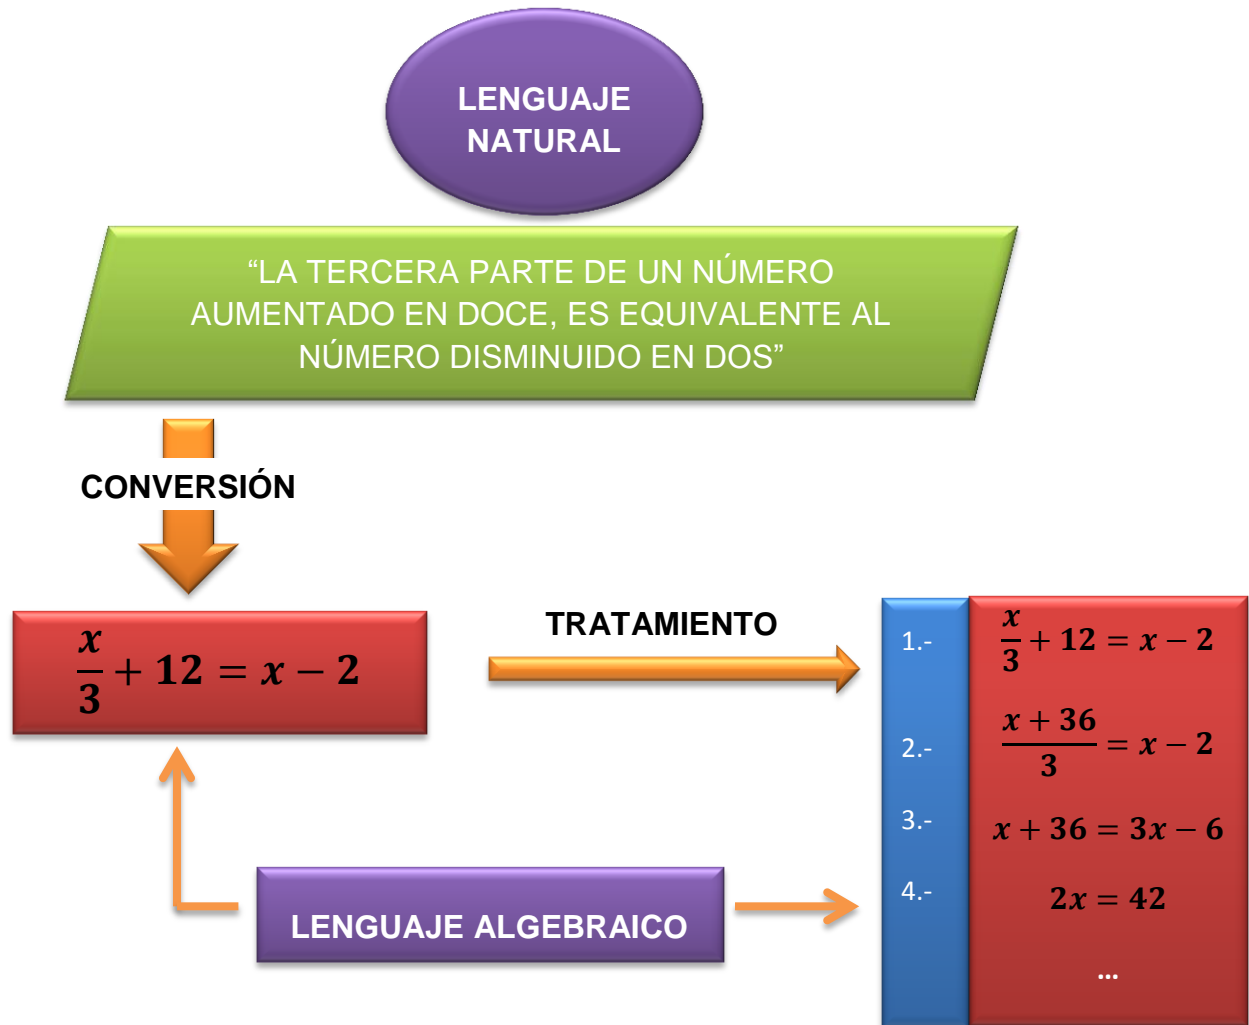 LENGUAJE
NATURAL
“LA TERCERA PARTE DE UN NÚMERO
AUMENTADO EN DOCE, ES EQUIVALENTE AL
NÚMERO DISMINUIDO EN DOS”
CONVERSIÓN
x/3 + 12 = x − 2
TRATAMIENTO
1.- x/3 + 12 = x − 2
2.- (x + 36)/3 = x − 2
3.- x + 36 = 3x − 6
4.- 2x = 42
...
LENGUAJE ALGEBRAICO